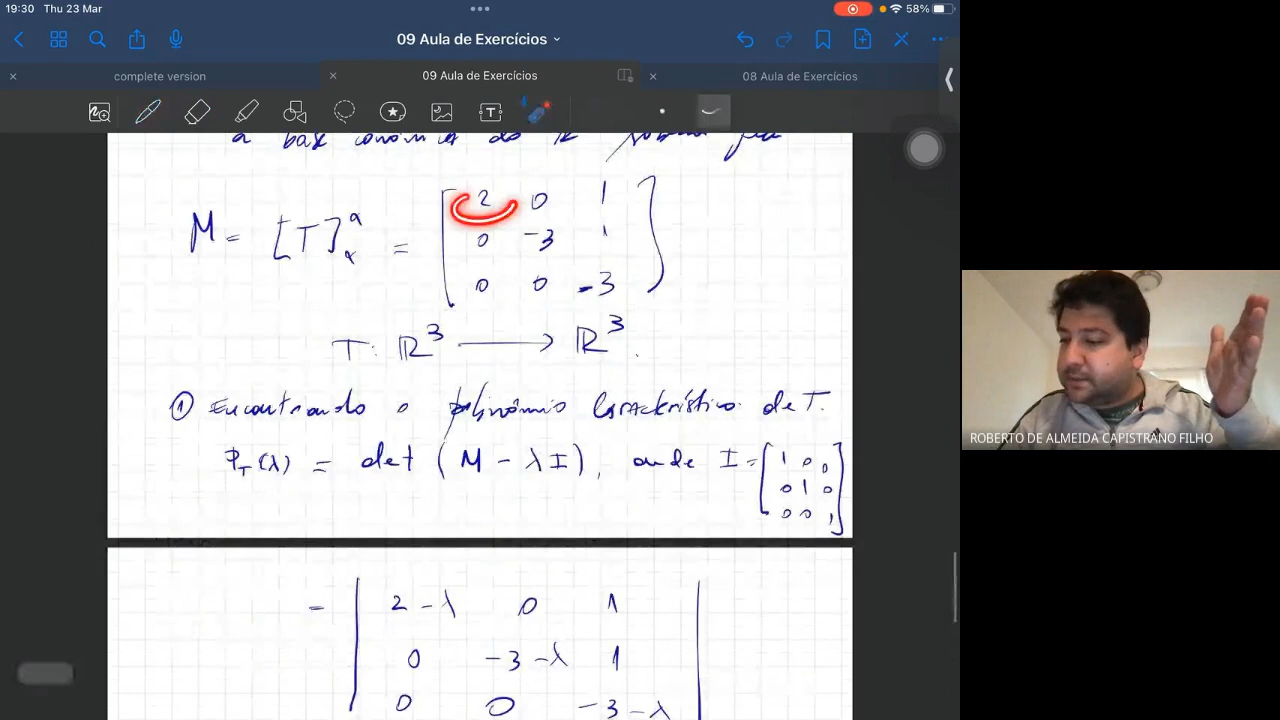 19:30 Thu 23 Mar
58%
09 Aula de Exercícios
complete version
09 Aula de Exercícios
08 Aula de Exercícios
a base canônica do ℝ
M = [T]^α_α = [2 0 1
0 -3 1
0 0 -3]
T: ℝ³ ⟶ ℝ³.
① Encontrando o polinômio Característico de T.
P_T(λ) = det (M - λI), onde I = [1 0 0
0 1 0
0 0 1]
= | 2-λ 0 1
0 -3-λ 1
0 0 -3-λ |
ROBERTO DE ALMEIDA CAPISTRANO FILHO